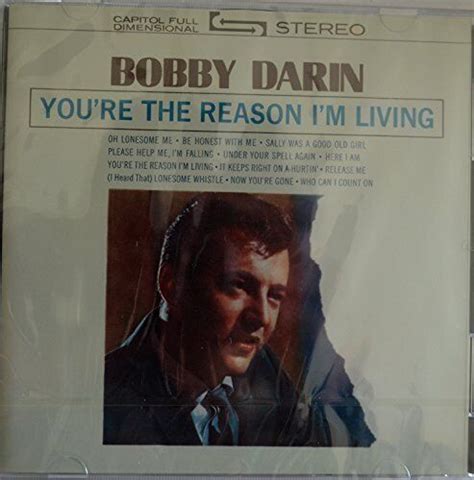 CAPITOL FULL
DIMENSIONAL
STEREO
BOBBY DARIN
YOU'RE THE REASON I'M LIVING
OH LONESOME ME • BE HONEST WITH ME • SALLY WAS A GOOD OLD GIRL
PLEASE HELP ME, I'M FALLING • UNDER YOUR SPELL AGAIN • HERE I AM
YOU'RE THE REASON I'M LIVING • IT KEEPS RIGHT ON A-HURTIN' • RELEASE ME
(I Heard That) LONESOME WHISTLE • NOW YOU'RE GONE • WHO CAN I COUNT ON